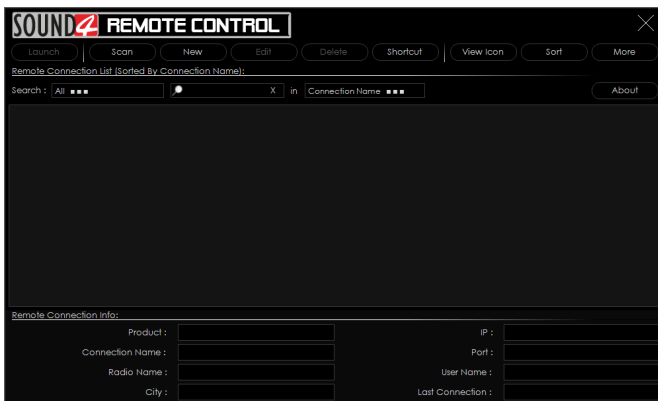 SOUND4 REMOTE CONTROL
Launch Scan New Edit Delete Shortcut View Icon Sort More
Remote Connection List (Sorted By Connection Name):
Search : All ▪▪▪ X in Connection Name ▪▪▪ About
Remote Connection Info:
Product : IP :
Connection Name : Port :
Radio Name : User Name :
City : Last Connection :